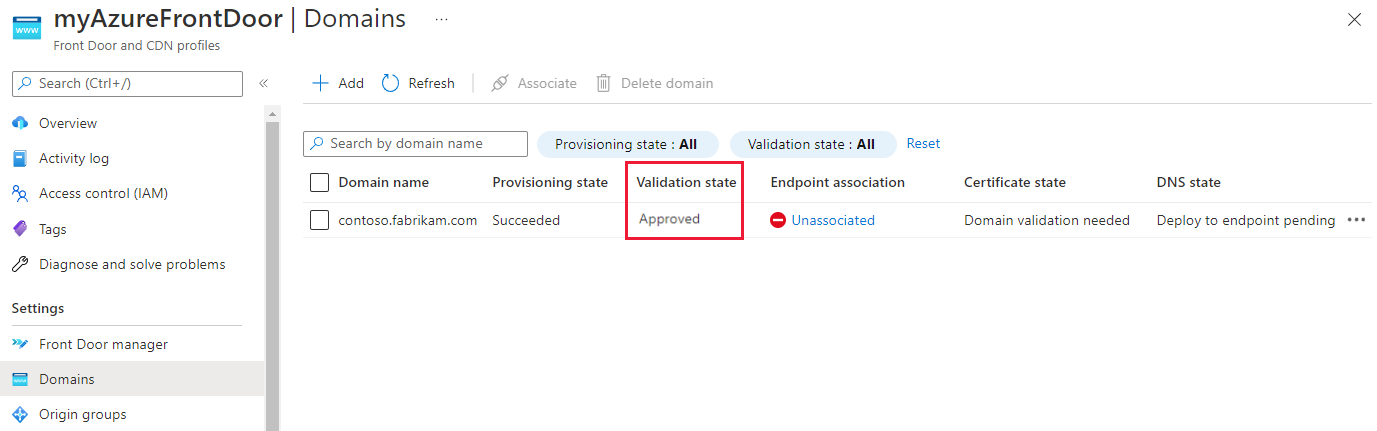 myAzureFrontDoor | Domains ...
Front Door and CDN profiles
Search (Ctrl+/) «
Overview
Activity log
Access control (IAM)
Tags
Diagnose and solve problems
Settings
Front Door manager
Domains
Origin groups
Add Refresh Associate Delete domain
Search by domain name Provisioning state : All Validation state : All Reset
Domain name Provisioning state Validation state Endpoint association Certificate state DNS state
contoso.fabrikam.com Succeeded Approved Unassociated Domain validation needed Deploy to endpoint pending ...